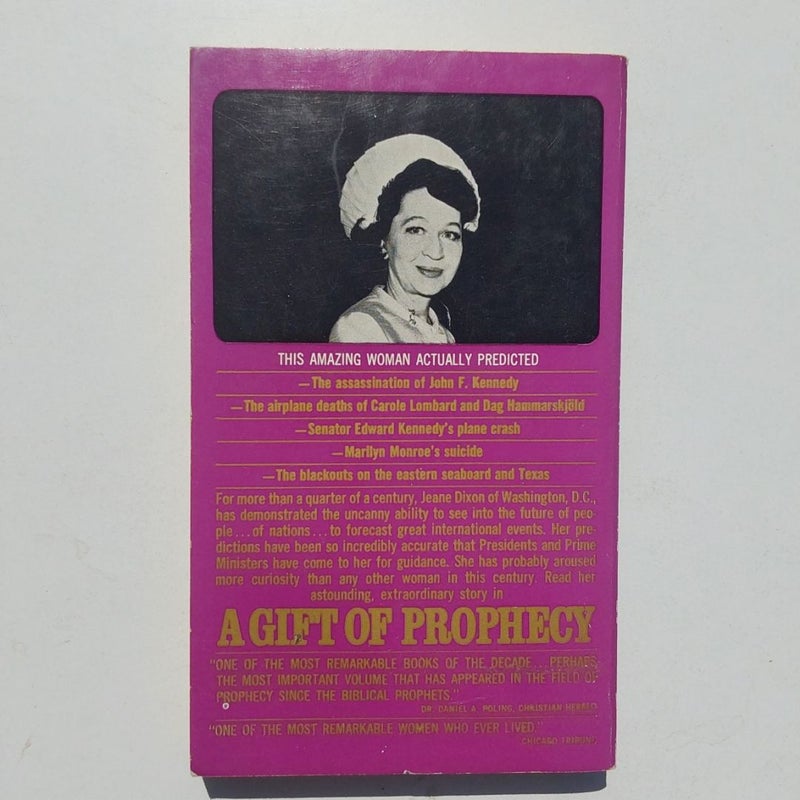 THIS AMAZING WOMAN ACTUALLY PREDICTED
—The assassination of John F. Kennedy
—The airplane deaths of Carole Lombard and Dag Hammarskjöld
—Senator Edward Kennedy's plane crash
—Marilyn Monroe's suicide
—The blackouts on the eastern seaboard and Texas
For more than a quarter of a century, Jeane Dixon of Washington, D.C.,
has demonstrated the uncanny ability to see into the future of peo-
ple...of nations...to forecast great international events. Her pre-
dictions have been so incredibly accurate that Presidents and Prime
Ministers have come to her for guidance. She has probably aroused
more curiosity than any other woman in this century. Read her
astounding, extraordinary story in
A GIFT OF PROPHECY
"ONE OF THE MOST REMARKABLE BOOKS OF THE DECADE...PERHAPS
THE MOST IMPORTANT VOLUME THAT HAS APPEARED IN THE FIELD OF
PROPHECY SINCE THE BIBLICAL PROPHETS."
DR. DANIEL A. POLING, CHRISTIAN HERALD
"ONE OF THE MOST REMARKABLE WOMEN WHO EVER LIVED."
CHICAGO TRIBUNE